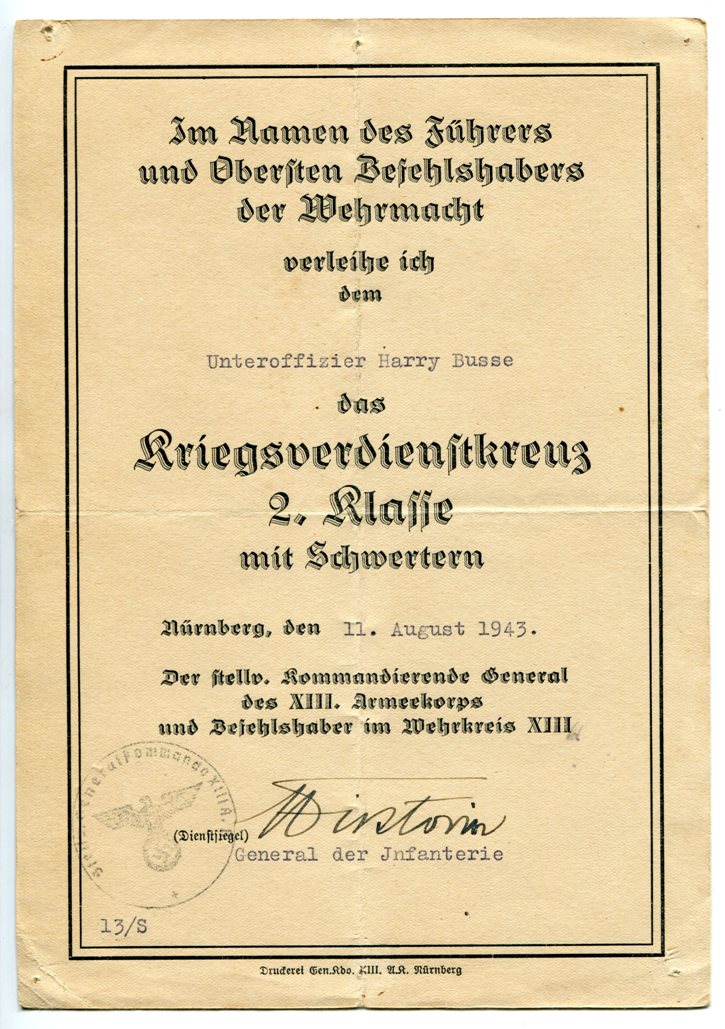 Im Namen des Führers
und Obersten Befehlshabers
der Wehrmacht
verleihe ich
dem
Unteroffizier Harry Busse
das
Kriegsverdienstkreuz
2. Klasse
mit Schwertern
Nürnberg, den 11. August 1943.
Der stellv. Kommandierende General
des XIII. Armeekorps
und Befehlshaber im Wehrkreis XIII
(Dienstsiegel)
General der Jnfanterie
13/S
Druckerei Gen.Kdo. XIII. A.K. Nürnberg